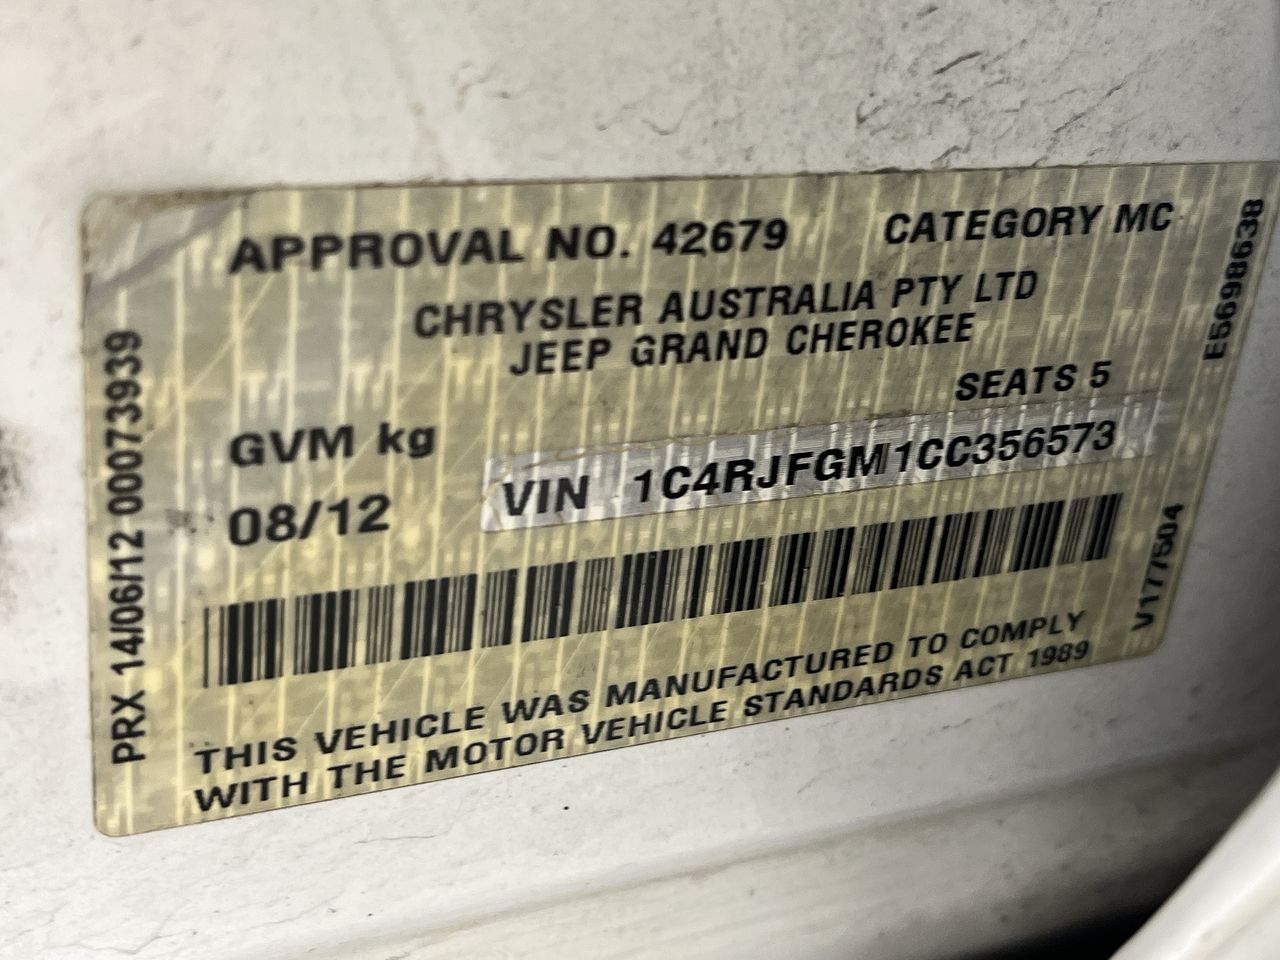 APPROVAL NO. 42679 CATEGORY MC
CHRYSLER AUSTRALIA PTY LTD
JEEP GRAND CHEROKEE
SEATS 5
GVM kg
VIN 1C4RJFGM1CC356573
08/12
THIS VEHICLE WAS MANUFACTURED TO COMPLY
WITH THE MOTOR VEHICLE STANDARDS ACT 1989
PRX 14/06/12 00073939
E5698638
V177504